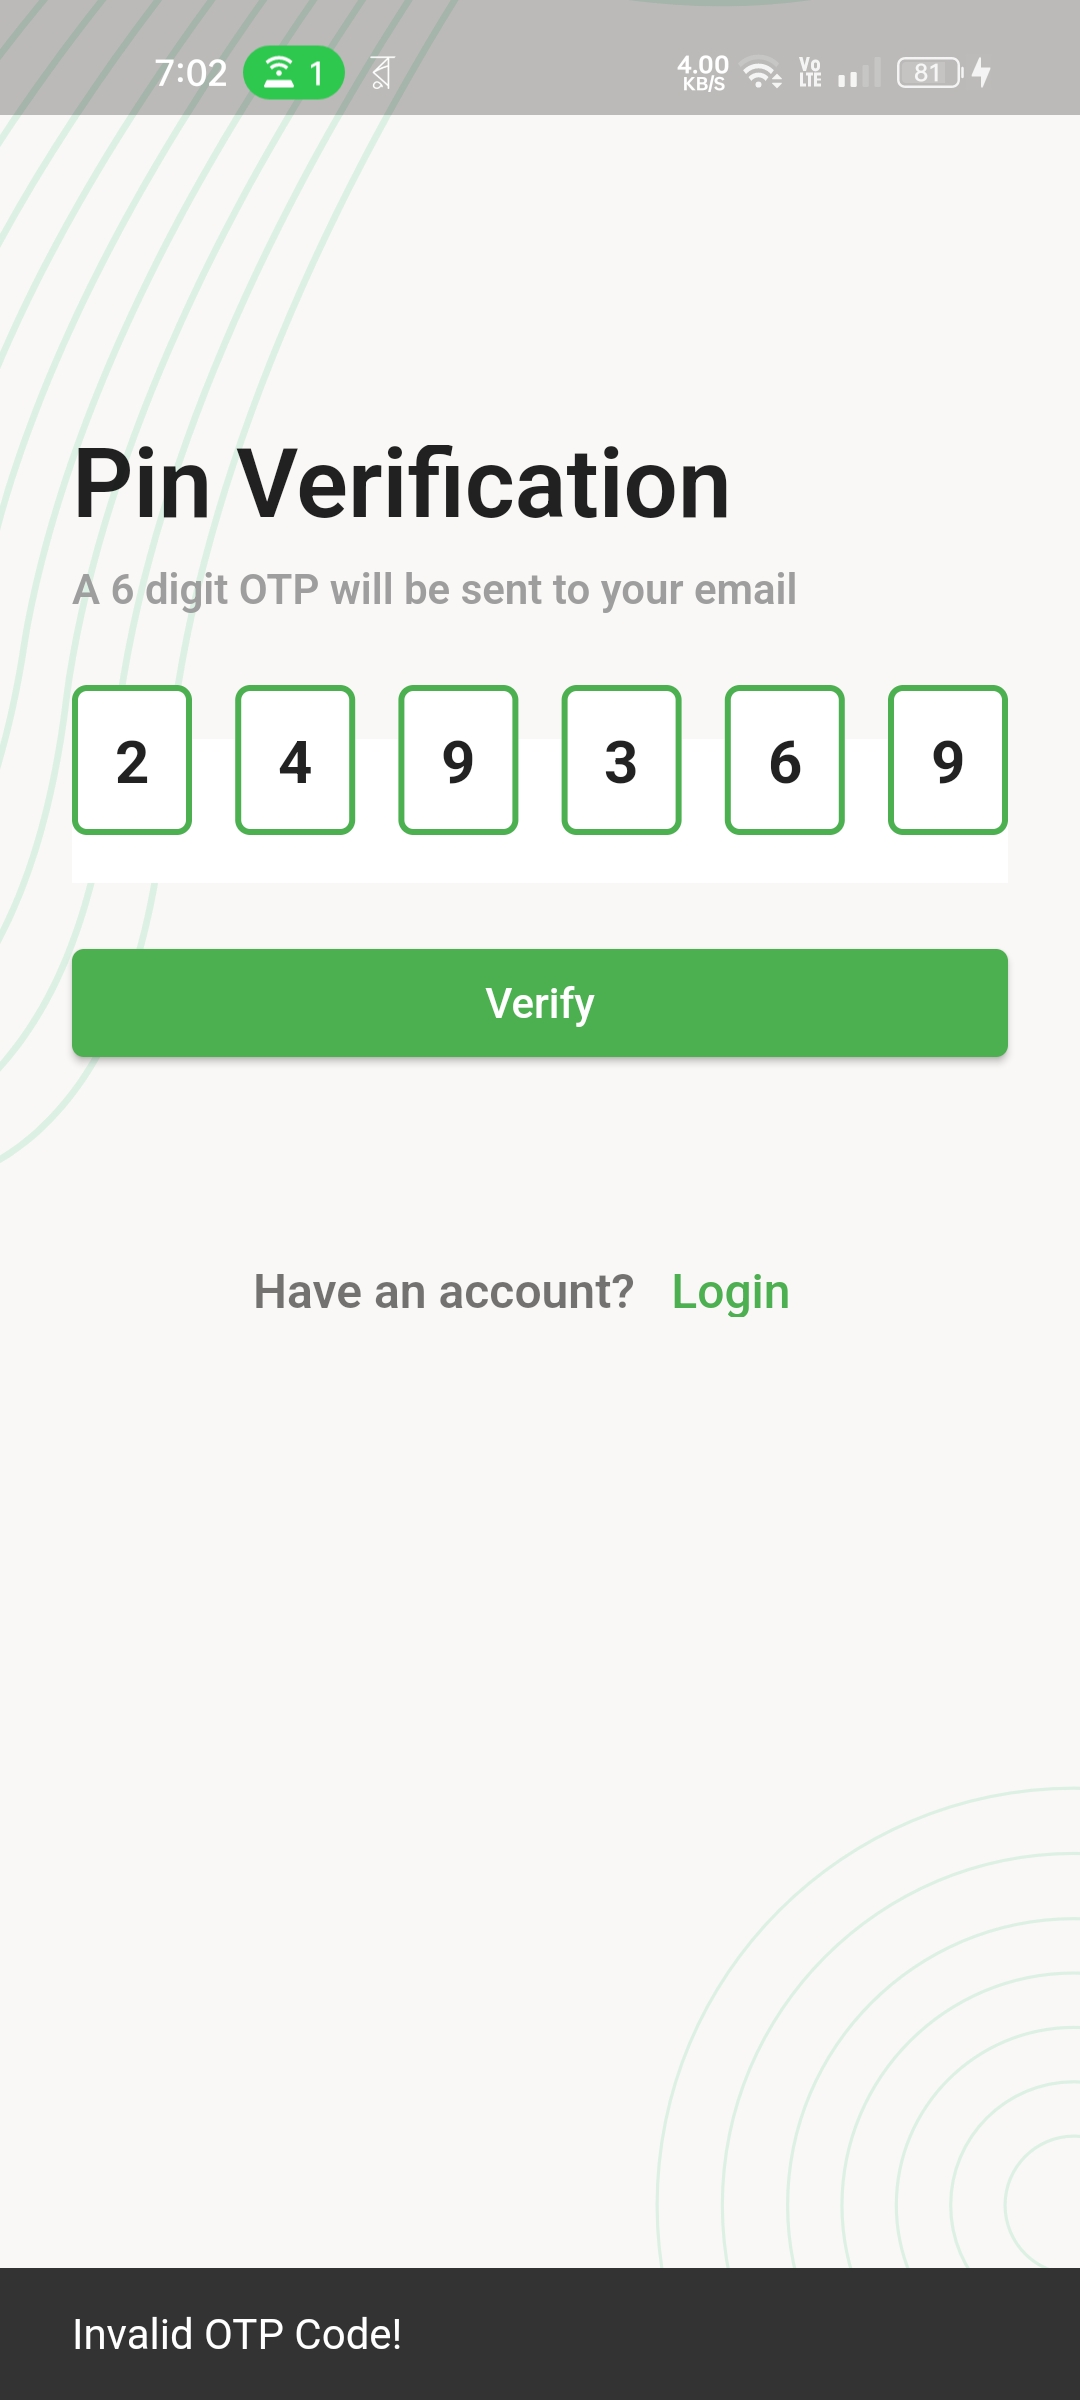 7:02 1 4.00 KB/S Vo LTE 81
Pin Verification
A 6 digit OTP will be sent to your email
2 4 9 3 6 9
Verify
Have an account? Login
Invalid OTP Code!